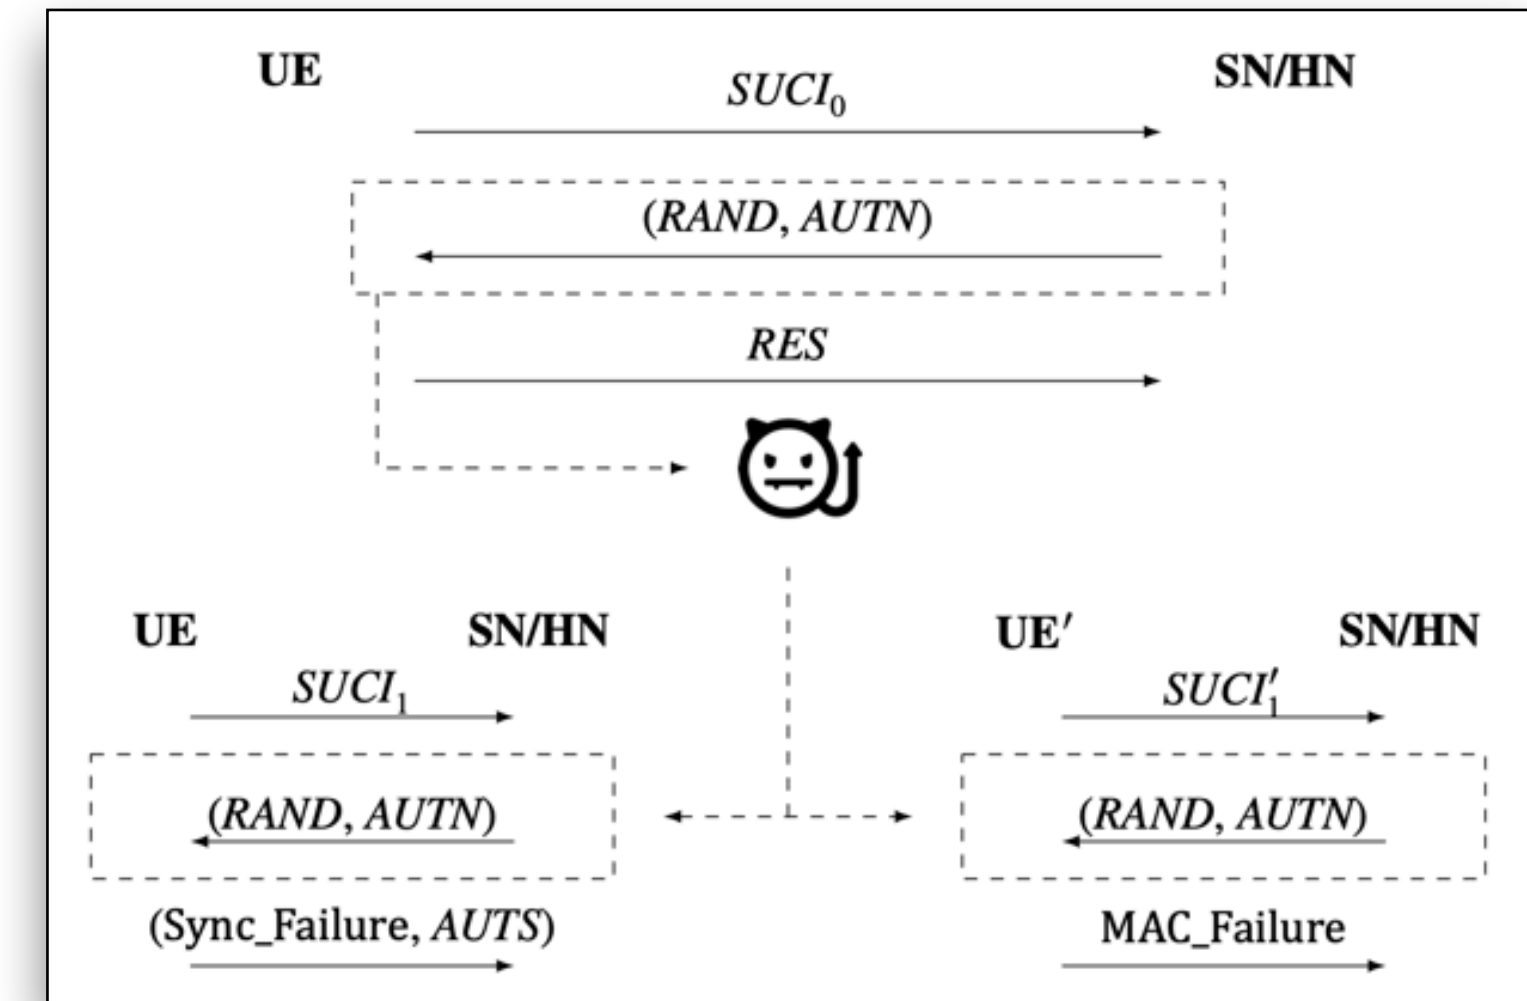 UE SN/HN
SUCI₀
(RAND, AUTN)
RES
UE SN/HN UE′ SN/HN
SUCI₁ SUCI′₁
(RAND, AUTN) (RAND, AUTN)
(Sync_Failure, AUTS) MAC_Failure